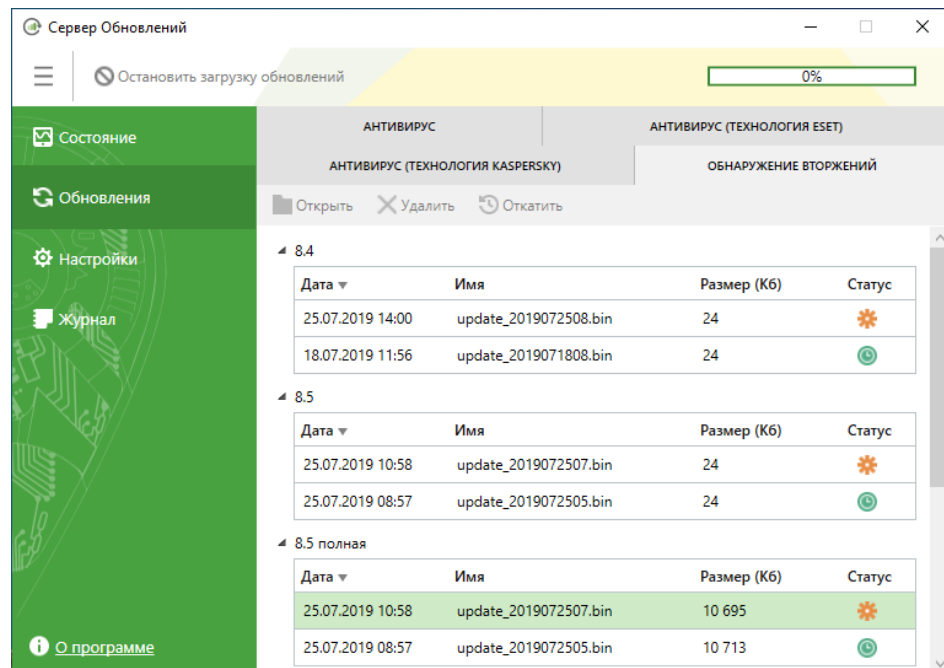 Сервер Обновлений
Остановить загрузку обновлений
0%
Состояние
Обновления
Настройки
Журнал
О программе
АНТИВИРУС АНТИВИРУС (ТЕХНОЛОГИЯ ESET)
АНТИВИРУС (ТЕХНОЛОГИЯ KASPERSKY) ОБНАРУЖЕНИЕ ВТОРЖЕНИЙ
Открыть Удалить Откатить
8.4
Дата Имя Размер (Кб) Статус
25.07.2019 14:00 update_2019072508.bin 24
18.07.2019 11:56 update_2019071808.bin 24
8.5
Дата Имя Размер (Кб) Статус
25.07.2019 10:58 update_2019072507.bin 24
25.07.2019 08:57 update_2019072505.bin 24
8.5 полная
Дата Имя Размер (Кб) Статус
25.07.2019 10:58 update_2019072507.bin 10 695
25.07.2019 08:57 update_2019072505.bin 10 713